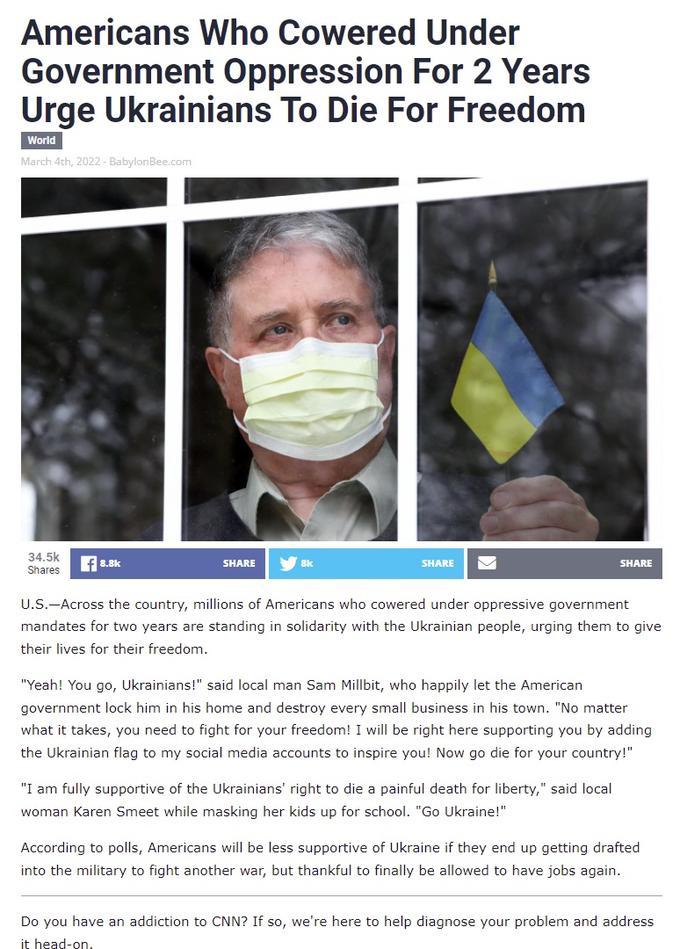 Americans Who Cowered Under
Government Oppression For 2 Years
Urge Ukrainians To Die For Freedom
World
March 4th, 2022 - BabylonBee.com
34.5k
Shares
8.8k SHARE
8k SHARE
SHARE
U.S.—Across the country, millions of Americans who cowered under oppressive government
mandates for two years are standing in solidarity with the Ukrainian people, urging them to give
their lives for their freedom.
"Yeah! You go, Ukrainians!" said local man Sam Millbit, who happily let the American
government lock him in his home and destroy every small business in his town. "No matter
what it takes, you need to fight for your freedom! I will be right here supporting you by adding
the Ukrainian flag to my social media accounts to inspire you! Now go die for your country!"
"I am fully supportive of the Ukrainians' right to die a painful death for liberty," said local
woman Karen Smeet while masking her kids up for school. "Go Ukraine!"
According to polls, Americans will be less supportive of Ukraine if they end up getting drafted
into the military to fight another war, but thankful to finally be allowed to have jobs again.
Do you have an addiction to CNN? If so, we're here to help diagnose your problem and address
it head-on.